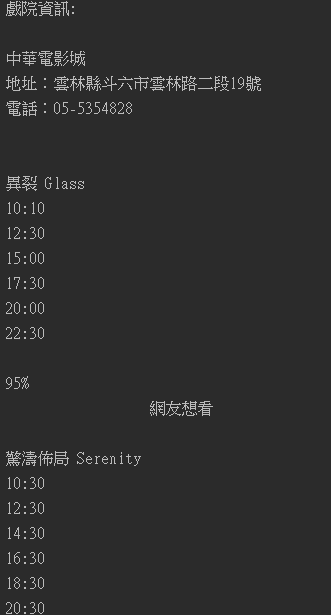 戲院資訊:
中華電影城
地址：雲林縣斗六市雲林路二段19號
電話：05-5354828
異裂 Glass
10:10
12:30
15:00
17:30
20:00
22:30
95%
網友想看
驚濤佈局 Serenity
10:30
12:30
14:30
16:30
18:30
20:30